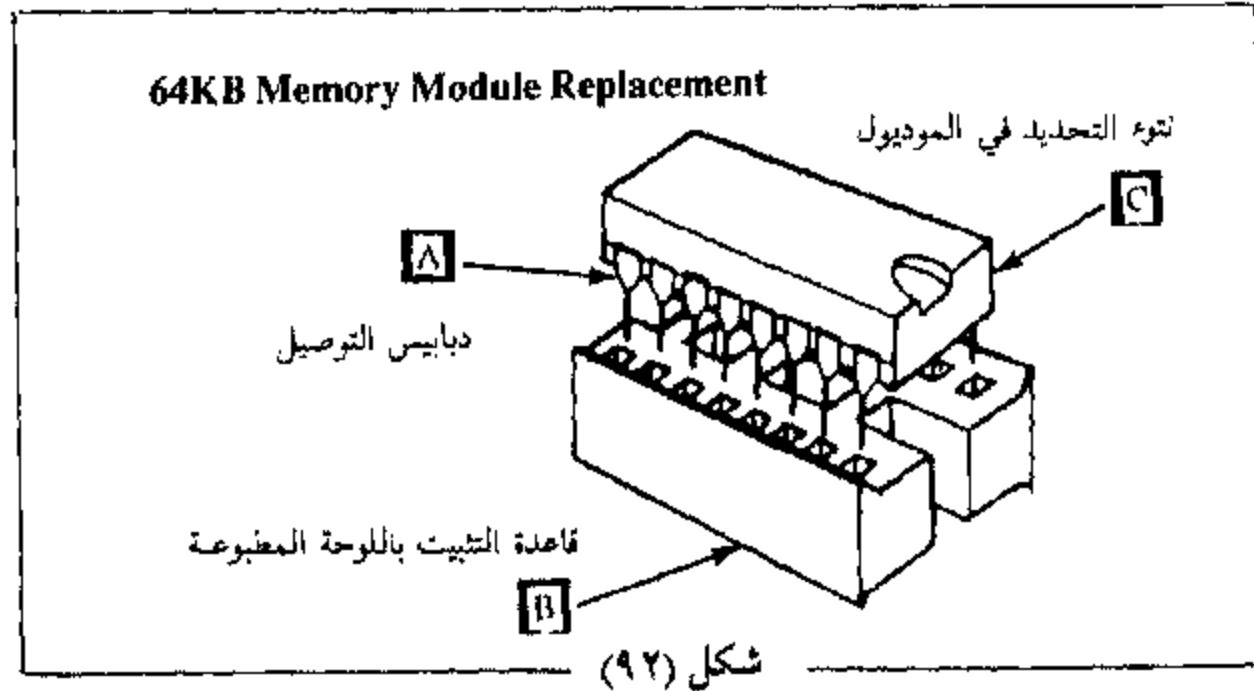 64KB Memory Module Replacement
نتوء التحديد في الموديول
C
A
دبابيس التوصيل
قاعدة التثبيت باللوحة المطبوعة
B
شكل (٩٢)